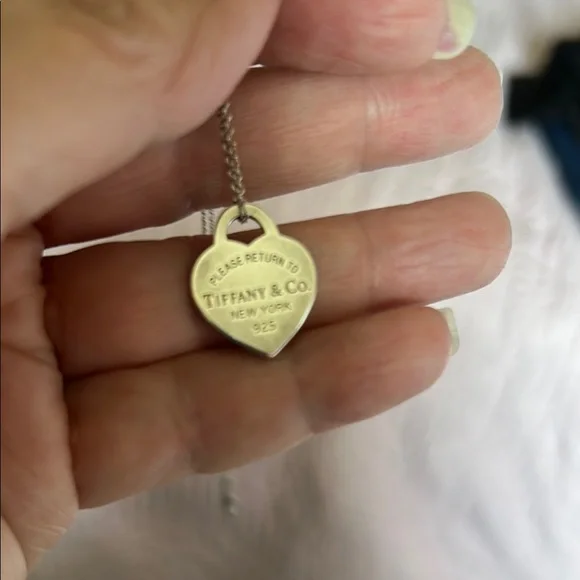 PLEASE RETURN TO
TIFFANY & CO.
NEW YORK
925